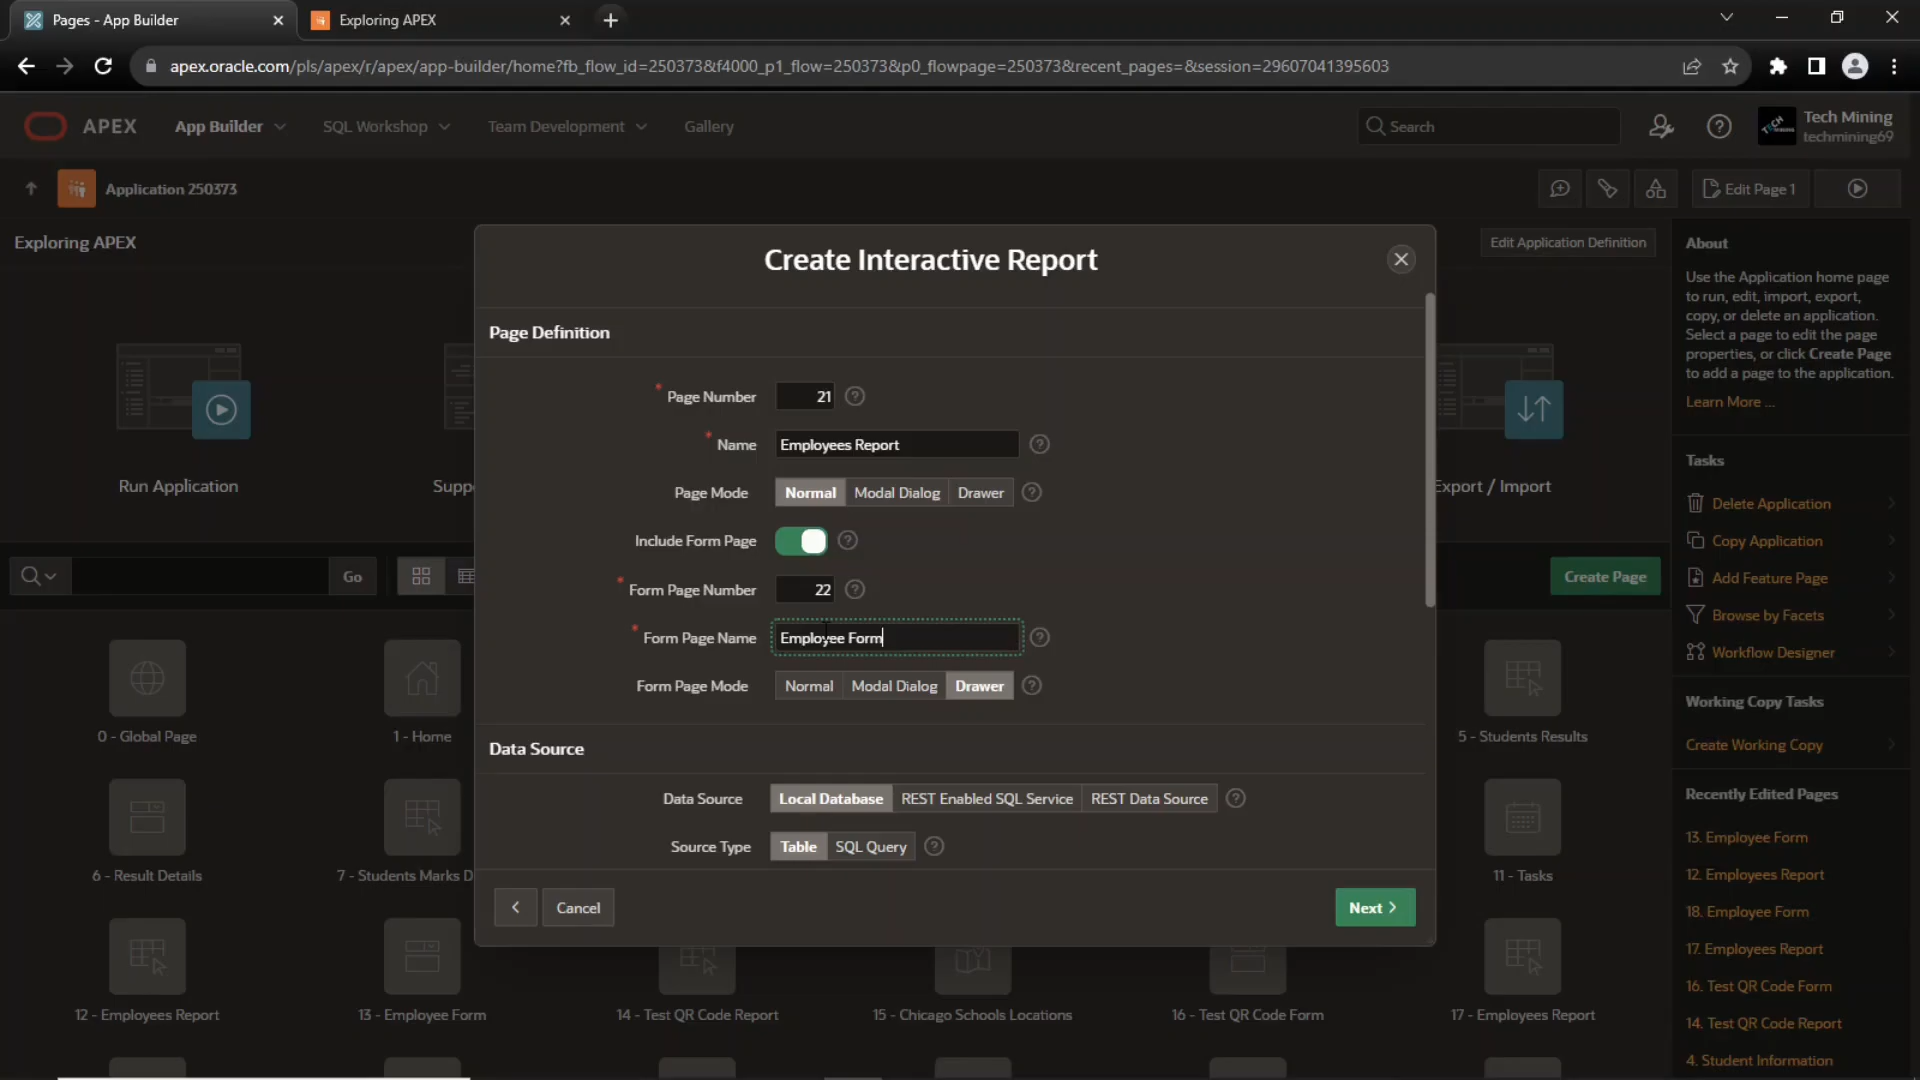 Pages - App Builder
Exploring APEX
apex.oracle.com/pls/apex/r/apex/app-builder/home?fb_flow_id=250373&f4000_p1_flow=250373&p0_flowpage=250373&recent_pages=&session=29607041395603
APEX
App Builder
SQL Workshop
Team Development
Gallery
Search
Tech Mining
techmining69
Application 250373
Edit Page 1
Exploring APEX
Edit Application Definition
Run Application
Supp
Export / Import
Go
Create Page
0 - Global Page
1 - Home
5 - Students Results
6 - Result Details
7 - Students Marks D
11 - Tasks
12 - Employees Report
13 - Employee Form
14 - Test QR Code Report
15 - Chicago Schools Locations
16 - Test QR Code Form
17 - Employees Report
Create Interactive Report
Page Definition
* Page Number
21
* Name
Employees Report
Page Mode
Normal
Modal Dialog
Drawer
Include Form Page
* Form Page Number
22
* Form Page Name
Employee Form
Form Page Mode
Normal
Modal Dialog
Drawer
Data Source
Data Source
Local Database
REST Enabled SQL Service
REST Data Source
Source Type
Table
SQL Query
Cancel
Next
About
Use the Application home page
to run, edit, import, export,
copy, or delete an application.
Select a page to edit the page
properties, or click Create Page
to add a page to the application.
Learn More ...
Tasks
Delete Application
Copy Application
Add Feature Page
Browse by Facets
Workflow Designer
Working Copy Tasks
Create Working Copy
Recently Edited Pages
13. Employee Form
12. Employees Report
18. Employee Form
17. Employees Report
16. Test QR Code Form
14. Test QR Code Report
4. Student Information